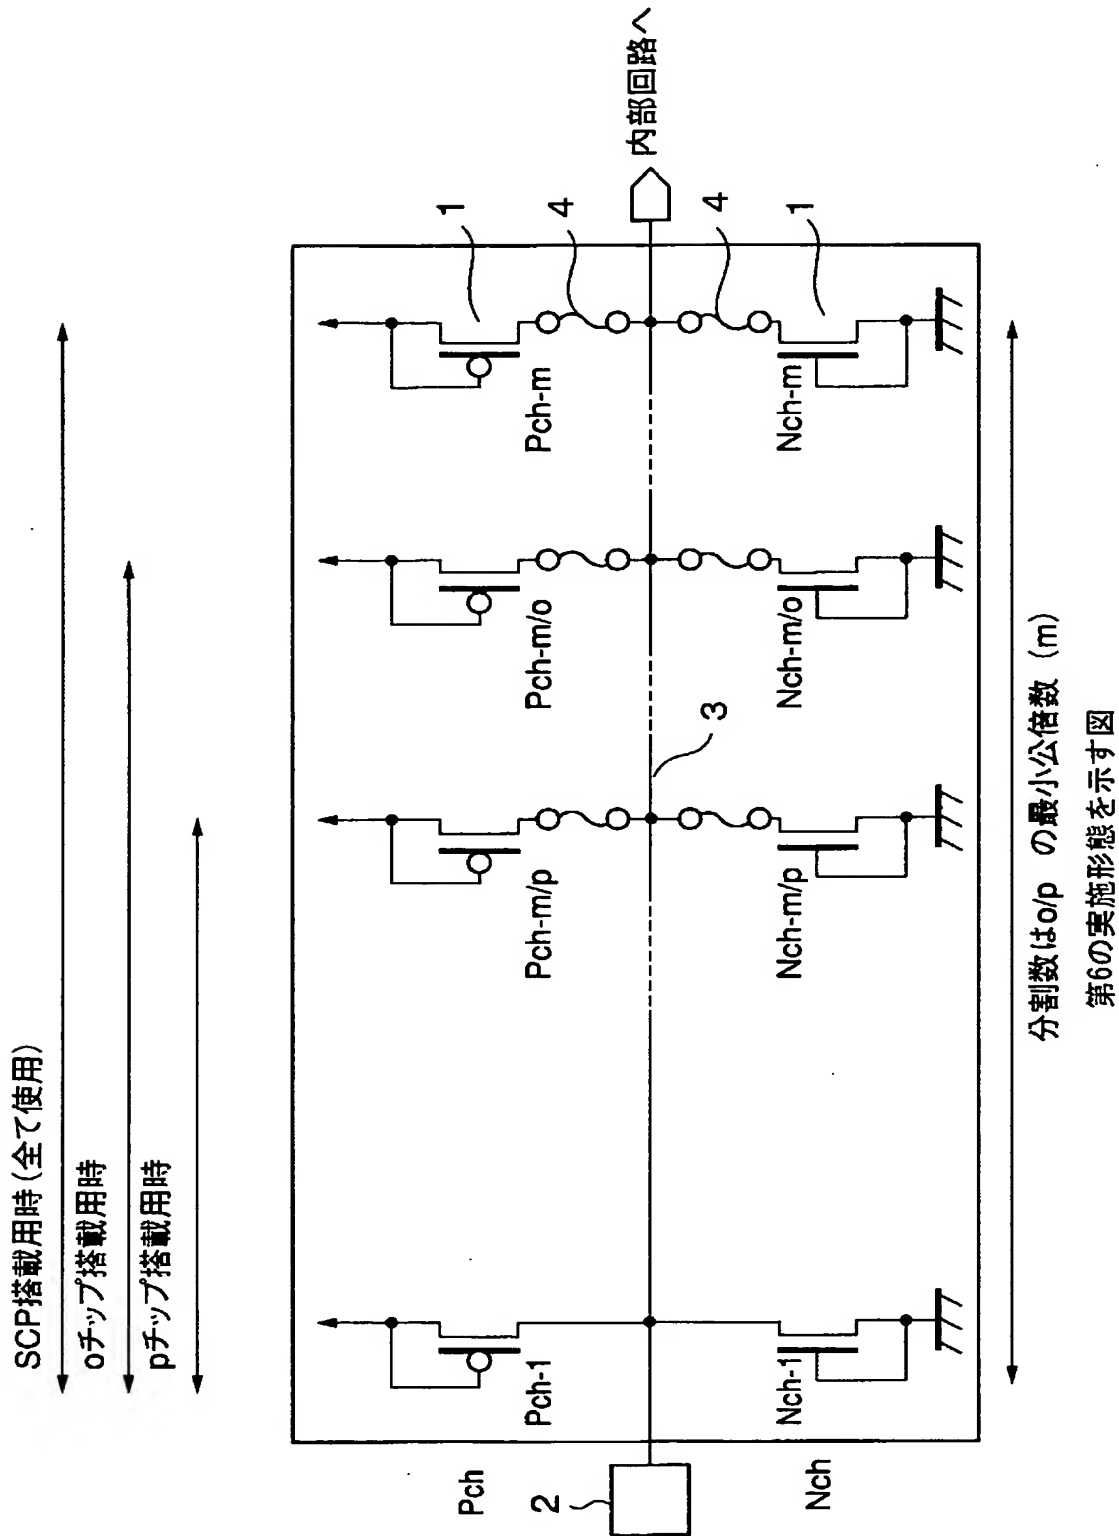 SCP搭載用時(全て使用)
oチップ搭載用時
pチップ搭載用時
Pch
Pch-1
Pch-m/p
Pch-m/o
Pch-m
1
4
2
3
内部回路へ
4
1
Nch
Nch-1
Nch-m/p
Nch-m/o
Nch-m
分割数はo/p の最小公倍数 (m)
第6の実施形態を示す図